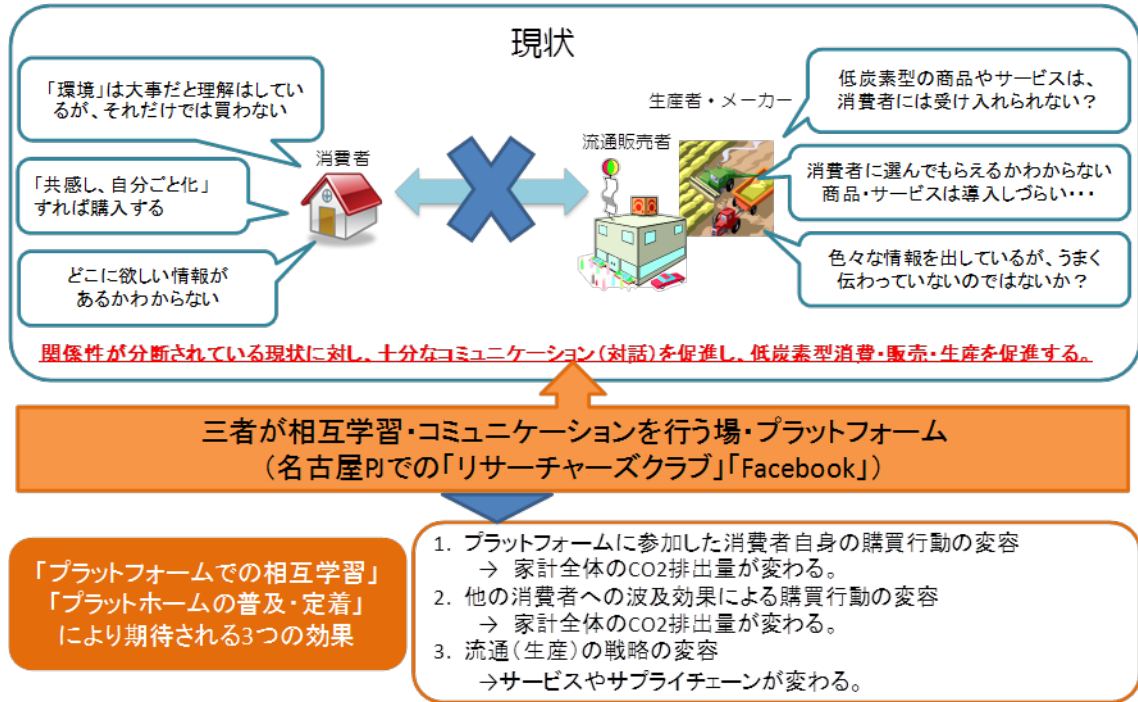 現状
「環境」は大事だと理解はしてい
るが、それだけでは買わない
「共感し、自分ごと化」
すれば購入する
どこに欲しい情報が
あるかわからない
消費者
流通販売者
生産者・メーカー
低炭素型の商品やサービスは、
消費者には受け入れられない？
消費者に選んでもらえるかわからない
商品・サービスは導入しづらい・・・
色々な情報を出しているが、うまく
伝わっていないのではないか？
関係性が分断されている現状に対し、十分なコミュニケーション（対話）を促進し、低炭素型消費・販売・生産を促進する。
三者が相互学習・コミュニケーションを行う場・プラットフォーム
（名古屋PJでの「リサーチャーズクラブ」「Facebook」）
「プラットフォームでの相互学習」
「プラットホームの普及・定着」
により期待される3つの効果
1. プラットフォームに参加した消費者自身の購買行動の変容
→ 家計全体のCO2排出量が変わる。
2. 他の消費者への波及効果による購買行動の変容
→ 家計全体のCO2排出量が変わる。
3. 流通（生産）の戦略の変容
→サービスやサプライチェーンが変わる。